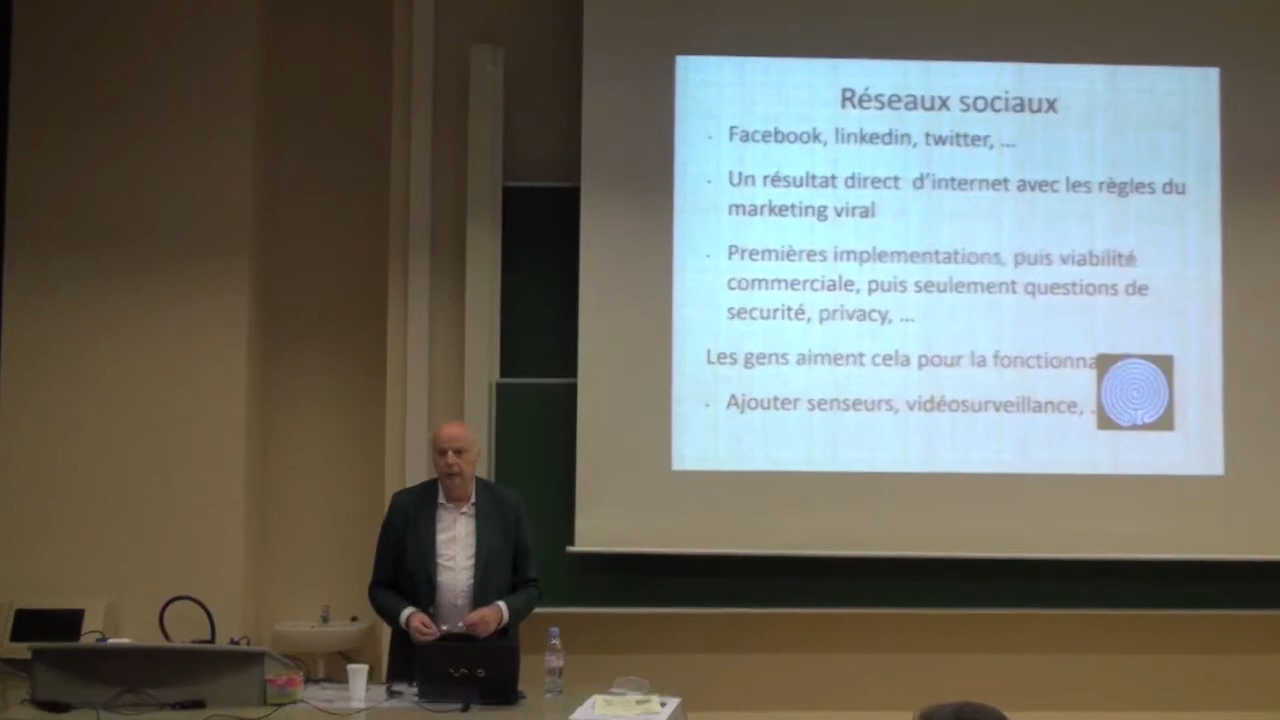 Réseaux sociaux
Facebook, linkedin, twitter, ...
Un résultat direct d'internet avec les règles du
marketing viral
Premières implementations, puis viabilité
commerciale, puis seulement questions de
securité, privacy, ...
Les gens aiment cela pour la
Ajouter senseurs, vidéosurveillance, .
VAIO